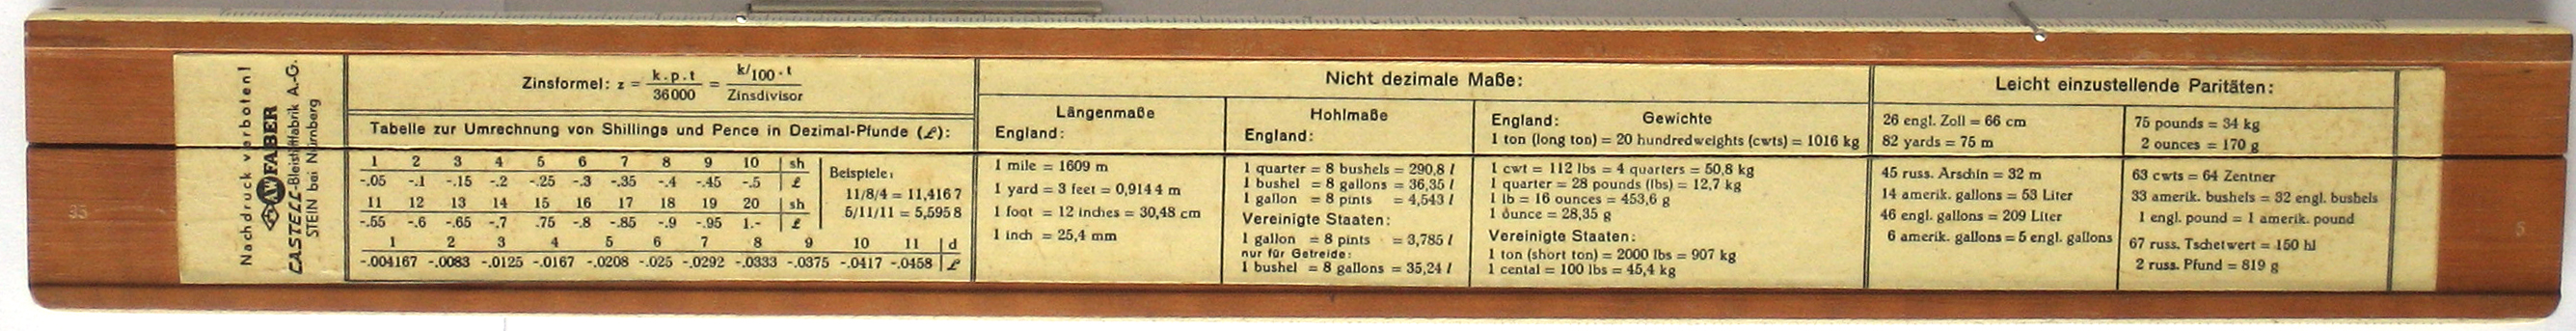 Nachdruck verboten!
A.W. FABER
CASTELL-Bleistiftfabrik A.-G.
STEIN bei Nürnberg
Zinsformel: z = k.p.t / 36000 = k/100 · t / Zinsdivisor
Tabelle zur Umrechnung von Shillings und Pence in Dezimal-Pfunde (£):
1 2 3 4 5 6 7 8 9 10 | sh
-.05 -.1 -.15 -.2 -.25 -.3 -.35 -.4 -.45 -.5 | £
11 12 13 14 15 16 17 18 19 20 | sh
-.55 -.6 -.65 -.7 .75 -.8 -.85 -.9 -.95 1.- | £
Beispiele:
11/8/4 = 11,4167
5/11/11 = 5,5958
1 2 3 4 5 6 7 8 9 10 11 | d
-.004167 -.0083 -.0125 -.0167 -.0208 -.025 -.0292 -.0333 -.0375 -.0417 -.0458 | £
Nicht dezimale Maße:
Längenmaße
England:
1 mile = 1609 m
1 yard = 3 feet = 0,9144 m
1 foot = 12 inches = 30,48 cm
1 inch = 25,4 mm
Hohlmaße
England:
1 quarter = 8 bushels = 290,8 l
1 bushel = 8 gallons = 36,35 l
1 gallon = 8 pints = 4,543 l
Vereinigte Staaten:
1 gallon = 8 pints = 3,785 l
nur für Getreide:
1 bushel = 8 gallons = 35,24 l
England: Gewichte
1 ton (long ton) = 20 hundredweights (cwts) = 1016 kg
1 cwt = 112 lbs = 4 quarters = 50,8 kg
1 quarter = 28 pounds (lbs) = 12,7 kg
1 lb = 16 ounces = 453,6 g
1 ounce = 28,35 g
Vereinigte Staaten:
1 ton (short ton) = 2000 lbs = 907 kg
1 cental = 100 lbs = 45,4 kg
Leicht einzustellende Paritäten:
26 engl. Zoll = 66 cm
82 yards = 75 m
45 russ. Arschin = 32 m
14 amerik. gallons = 53 Liter
46 engl. gallons = 209 Liter
6 amerik. gallons = 5 engl. gallons
75 pounds = 34 kg
2 ounces = 170 g
63 cwts = 64 Zentner
33 amerik. bushels = 32 engl. bushels
1 engl. pound = 1 amerik. pound
67 russ. Tschetwert = 150 hl
2 russ. Pfund = 819 g
35
5